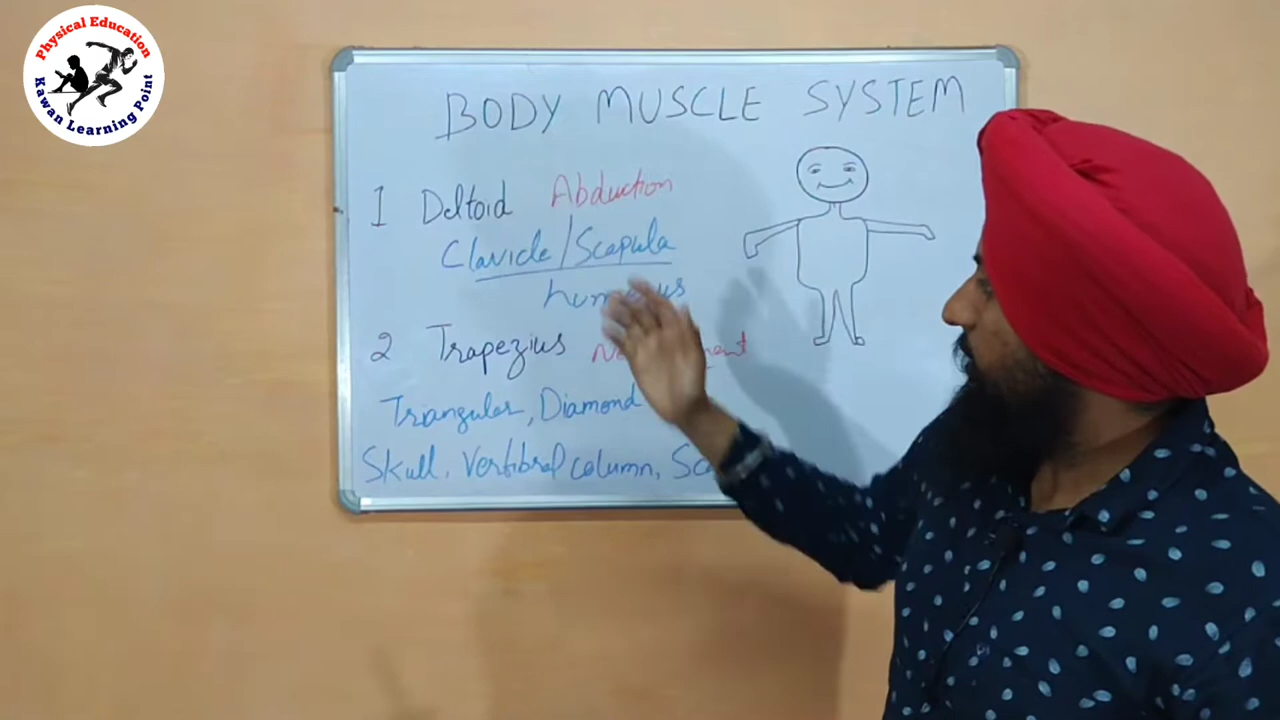 Physical Education
Kawan Learning Point
BODY MUSCLE SYSTEM
1 Deltoid Abduction
Clavicle/Scapula
humerus
2 Trapezius
Triangular, Diamond
Skull, Vertibral column,